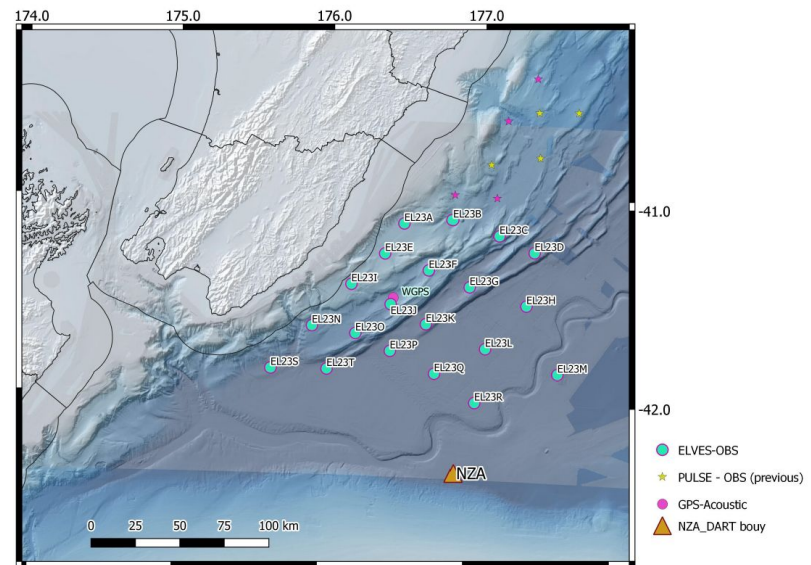 174.0 175.0 176.0 177.0
-41.0
EL23A
EL23B
EL23C
EL23D
EL23E
EL23F
EL23I
EL23G
WGPS
EL23H
EL23J
EL23N
EL23O
EL23K
EL23P
EL23L
EL23S
EL23T
EL23Q
EL23M
EL23R
-42.0
NZA
ELVES-OBS
PULSE - OBS (previous)
GPS-Acoustic
NZA_DART bouy
0 25 50 75 100 km